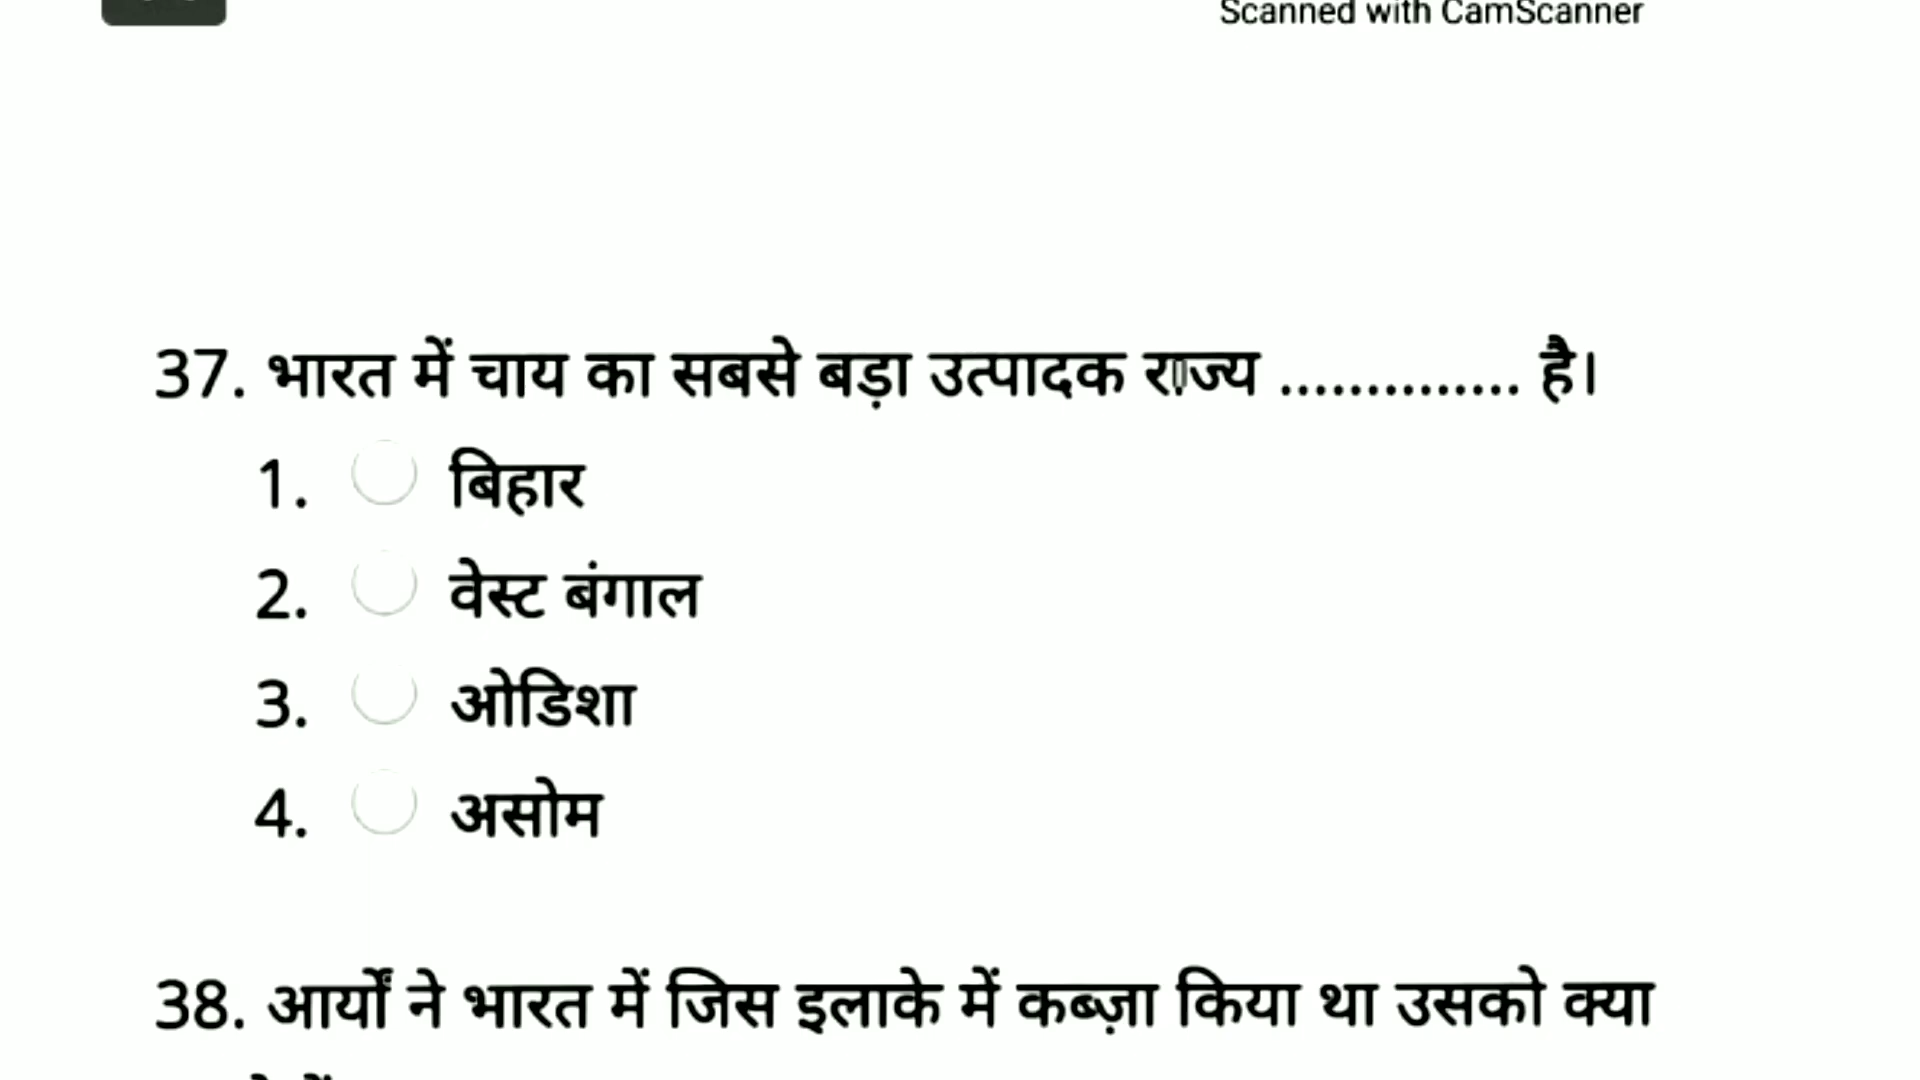 Scanned with CamScanner
37. भारत में चाय का सबसे बड़ा उत्पादक राज्य .............. है।
1. बिहार
2. वेस्ट बंगाल
3. ओडिशा
4. असोम
38. आर्यों ने भारत में जिस इलाके में कब्ज़ा किया था उसको क्या